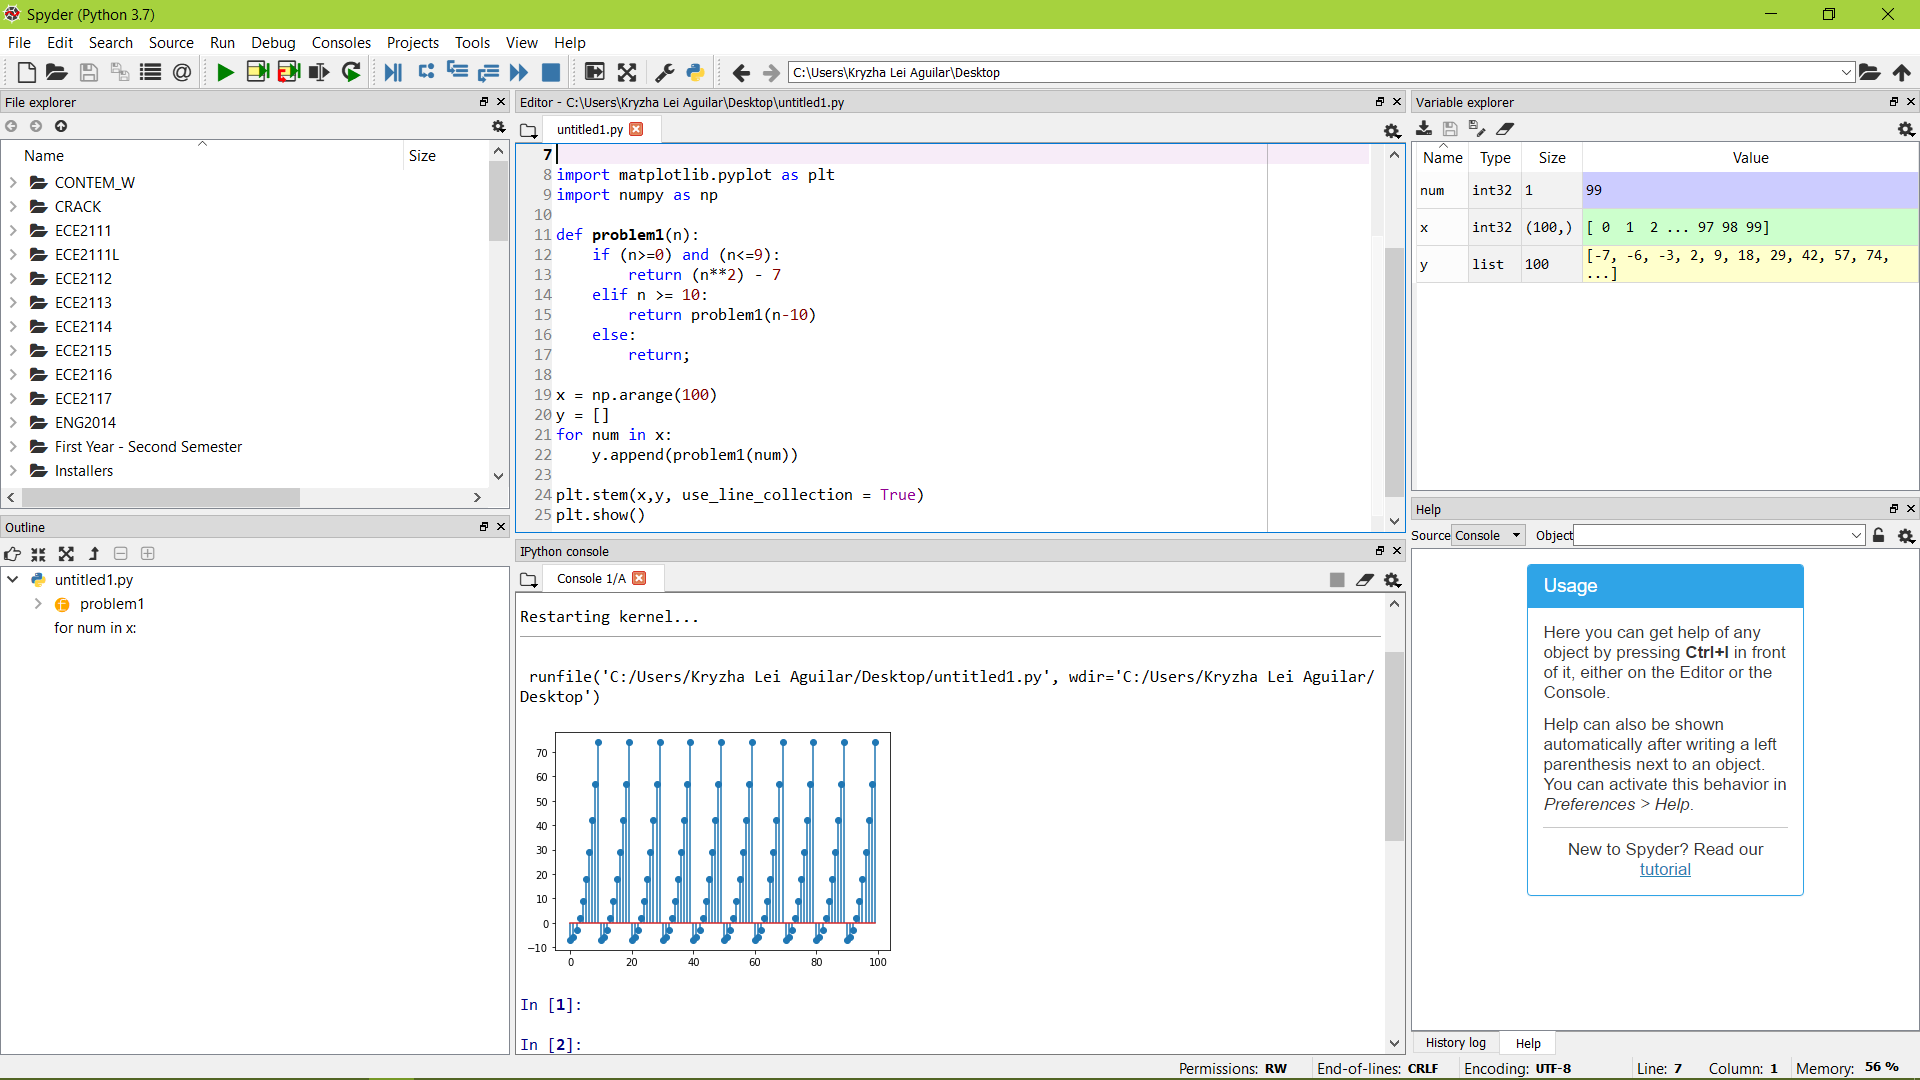 Spyder (Python 3.7)
File Edit Search Source Run Debug Consoles Projects Tools View Help
C:\Users\Kryzha Lei Aguilar\Desktop
File explorer
Name Size
CONTEM_W
CRACK
ECE2111
ECE2111L
ECE2112
ECE2113
ECE2114
ECE2115
ECE2116
ECE2117
ENG2014
First Year - Second Semester
Installers
Outline
untitled1.py
problem1
for num in x:
Editor - C:\Users\Kryzha Lei Aguilar\Desktop\untitled1.py
untitled1.py
7
8 import matplotlib.pyplot as plt
9 import numpy as np
10
11 def problem1(n):
12     if (n>=0) and (n<=9):
13         return (n**2) - 7
14     elif n >= 10:
15         return problem1(n-10)
16     else:
17         return;
18
19 x = np.arange(100)
20 y = []
21 for num in x:
22     y.append(problem1(num))
23
24 plt.stem(x,y, use_line_collection = True)
25 plt.show()
IPython console
Console 1/A
Restarting kernel...
runfile('C:/Users/Kryzha Lei Aguilar/Desktop/untitled1.py', wdir='C:/Users/Kryzha Lei Aguilar/
Desktop')
70
60
50
40
30
20
10
0
−10
0 20 40 60 80 100
In [1]:
In [2]:
Variable explorer
Name Type Size Value
num int32 1 99
x int32 (100,) [ 0 1 2 ... 97 98 99]
y list 100 [-7, -6, -3, 2, 9, 18, 29, 42, 57, 74,
...]
Help
Source Console Object
Usage
Here you can get help of any
object by pressing Ctrl+I in front
of it, either on the Editor or the
Console.
Help can also be shown
automatically after writing a left
parenthesis next to an object.
You can activate this behavior in
Preferences > Help.
New to Spyder? Read our
tutorial
History log Help
Permissions: RW End-of-lines: CRLF Encoding: UTF-8 Line: 7 Column: 1 Memory: 56 %